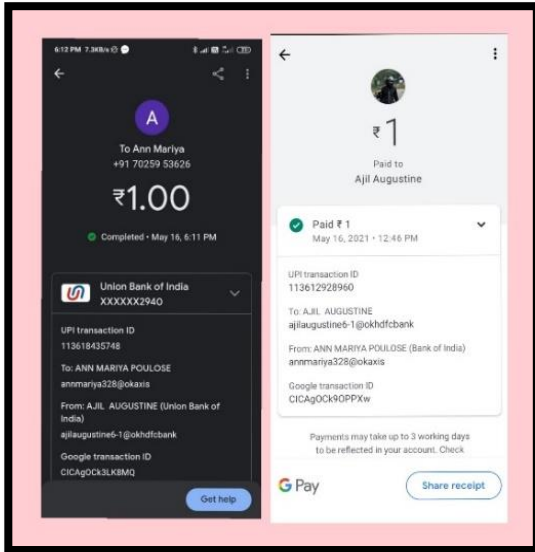 6:12 PM 7.3KB/s
A
To Ann Mariya
+91 70259 53626
₹1.00
Completed • May 16, 6:11 PM
Union Bank of India
XXXXXX2940
UPI transaction ID
113618435748
To: ANN MARIYA POULOSE
annmariya328@okaxis
From: AJIL AUGUSTINE (Union Bank of
India)
ajilaugustine6-1@okhdfcbank
Google transaction ID
CICAgOCk3LK8MQ
Get help
₹1
Paid to
Ajil Augustine
Paid ₹ 1
May 16, 2021 • 12:46 PM
UPI transaction ID
113612928960
To: AJIL AUGUSTINE
ajilaugustine6-1@okhdfcbank
From: ANN MARIYA POULOSE (Bank of India)
annmariya328@okaxis
Google transaction ID
CICAgOCk9OPPXw
Payments may take up to 3 working days
to be reflected in your account. Check
G Pay
Share receipt